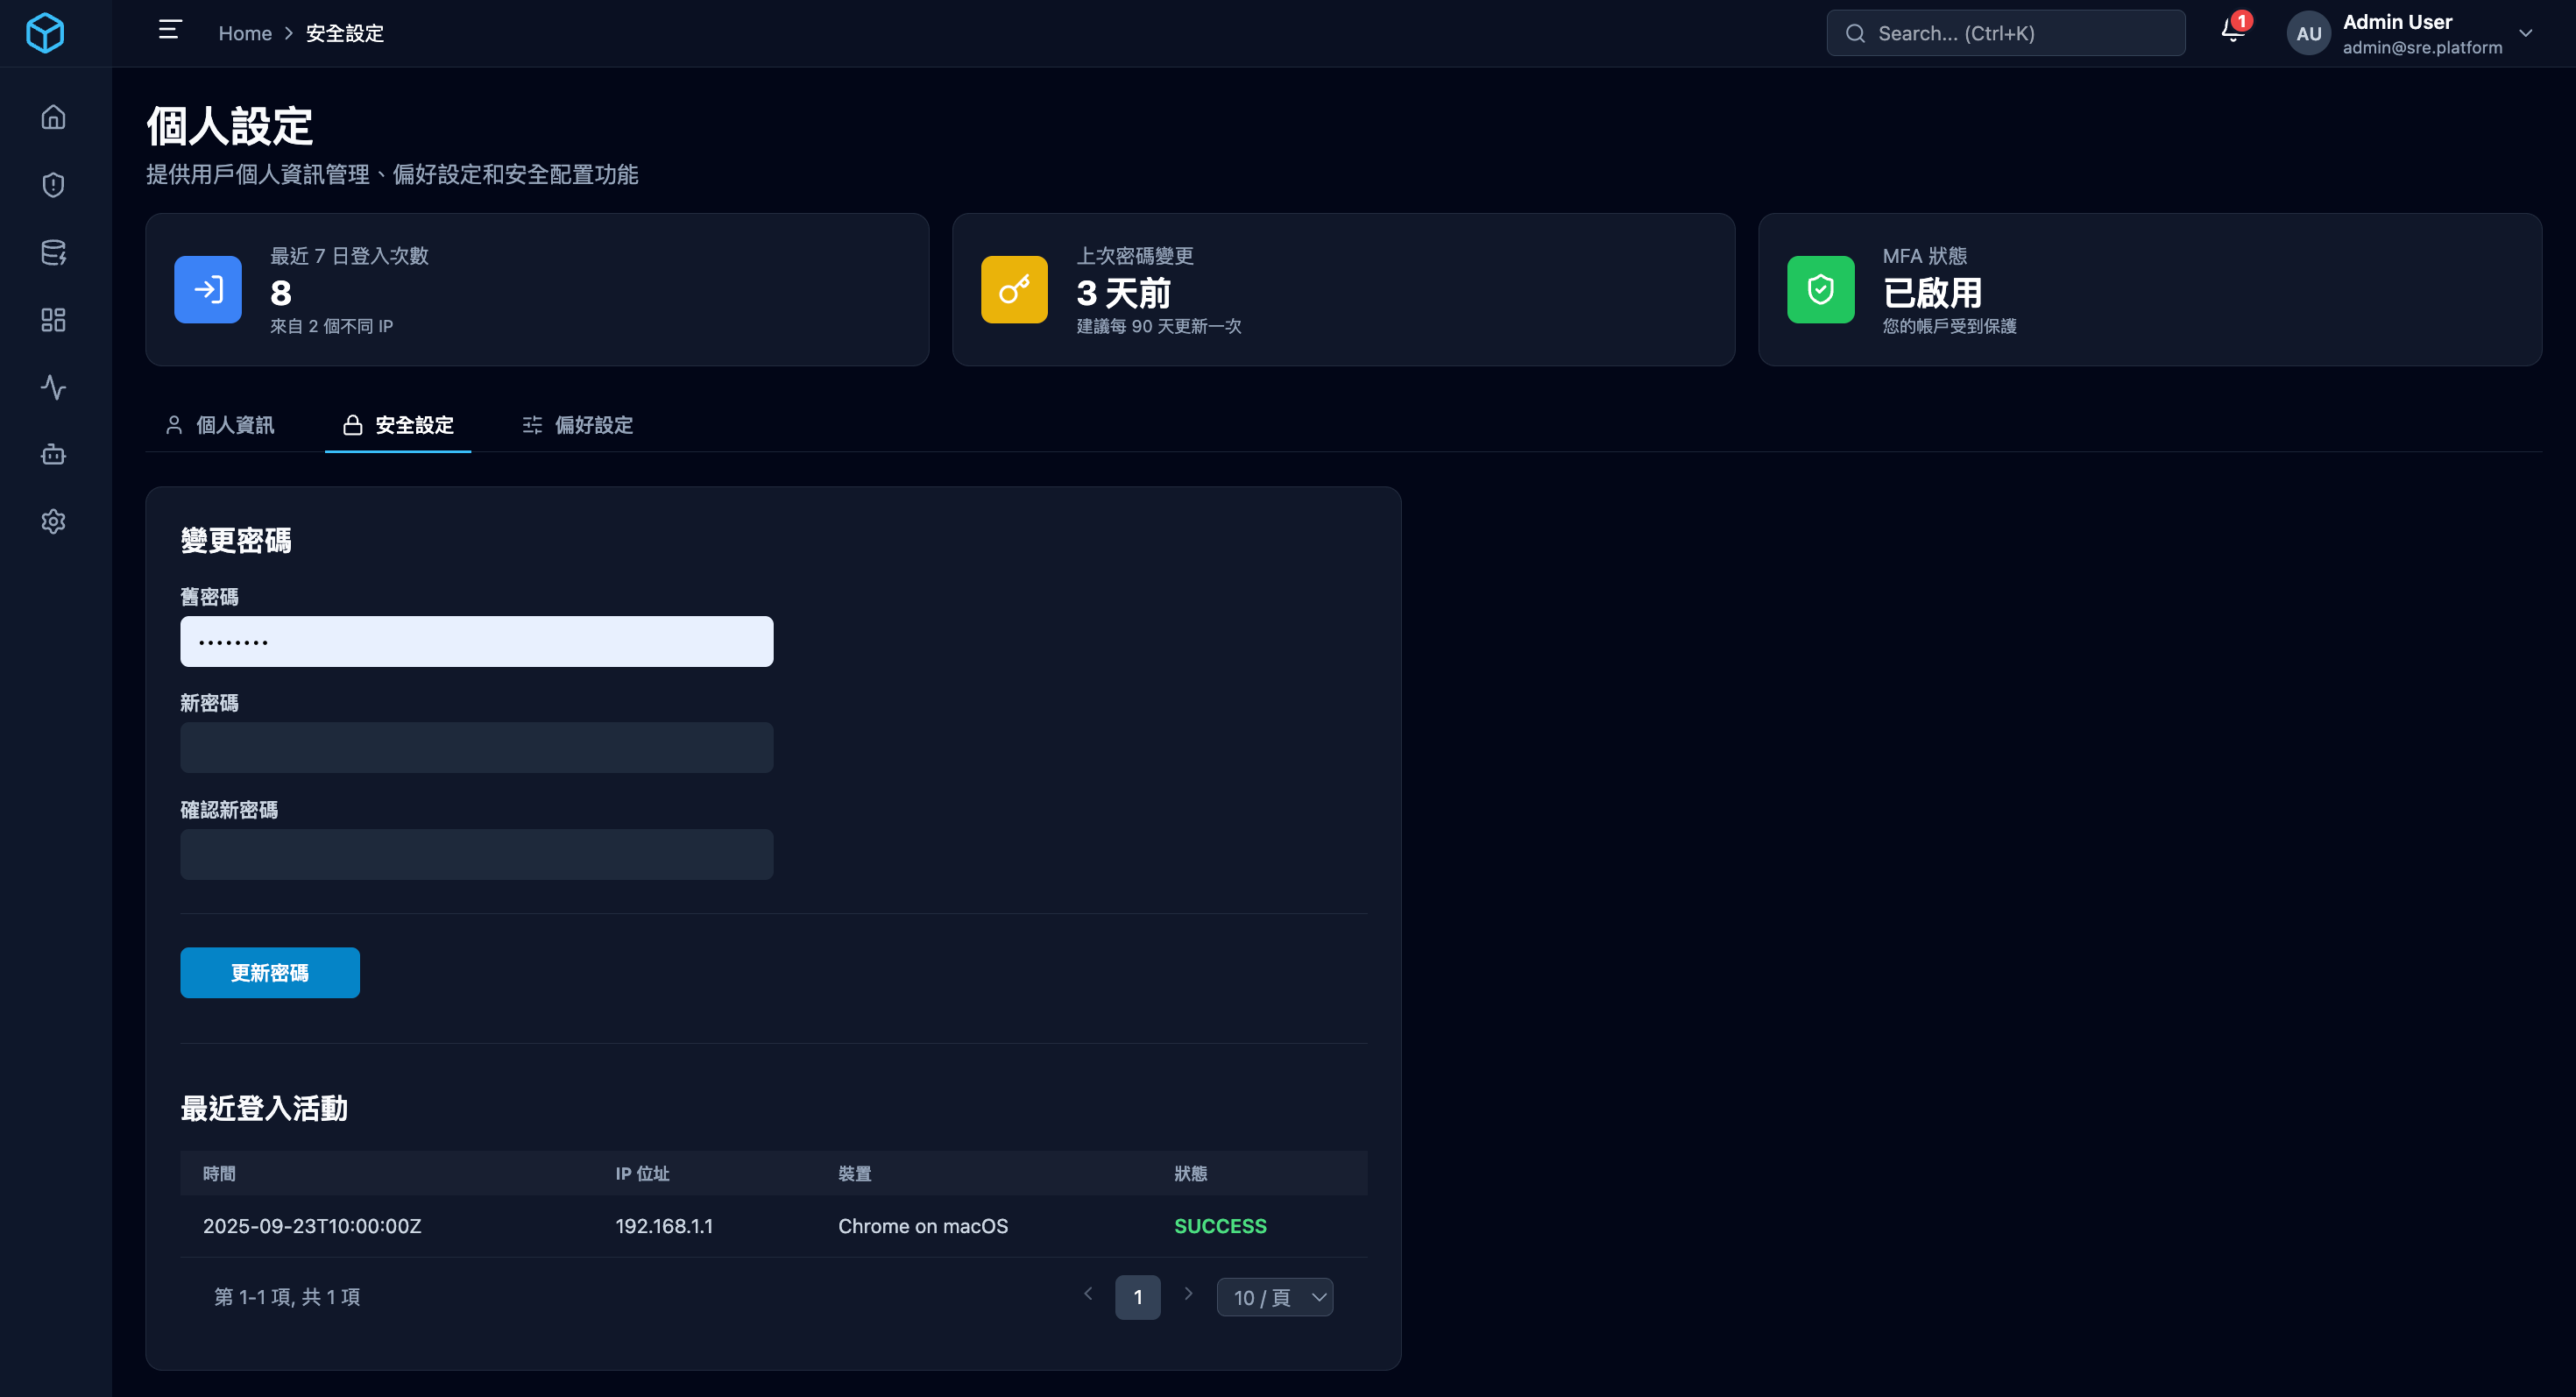 Home > 安全設定
Search... (Ctrl+K)
1
AU
Admin User
admin@sre.platform
個人設定
提供用戶個人資訊管理、偏好設定和安全配置功能
最近 7 日登入次數
8
來自 2 個不同 IP
上次密碼變更
3 天前
建議每 90 天更新一次
MFA 狀態
已啟用
您的帳戶受到保護
個人資訊
安全設定
偏好設定
變更密碼
舊密碼
••••••••
新密碼
確認新密碼
更新密碼
最近登入活動
時間 IP 位址 裝置 狀態
2025-09-23T10:00:00Z 192.168.1.1 Chrome on macOS SUCCESS
第 1-1 項, 共 1 項
1
10 / 頁